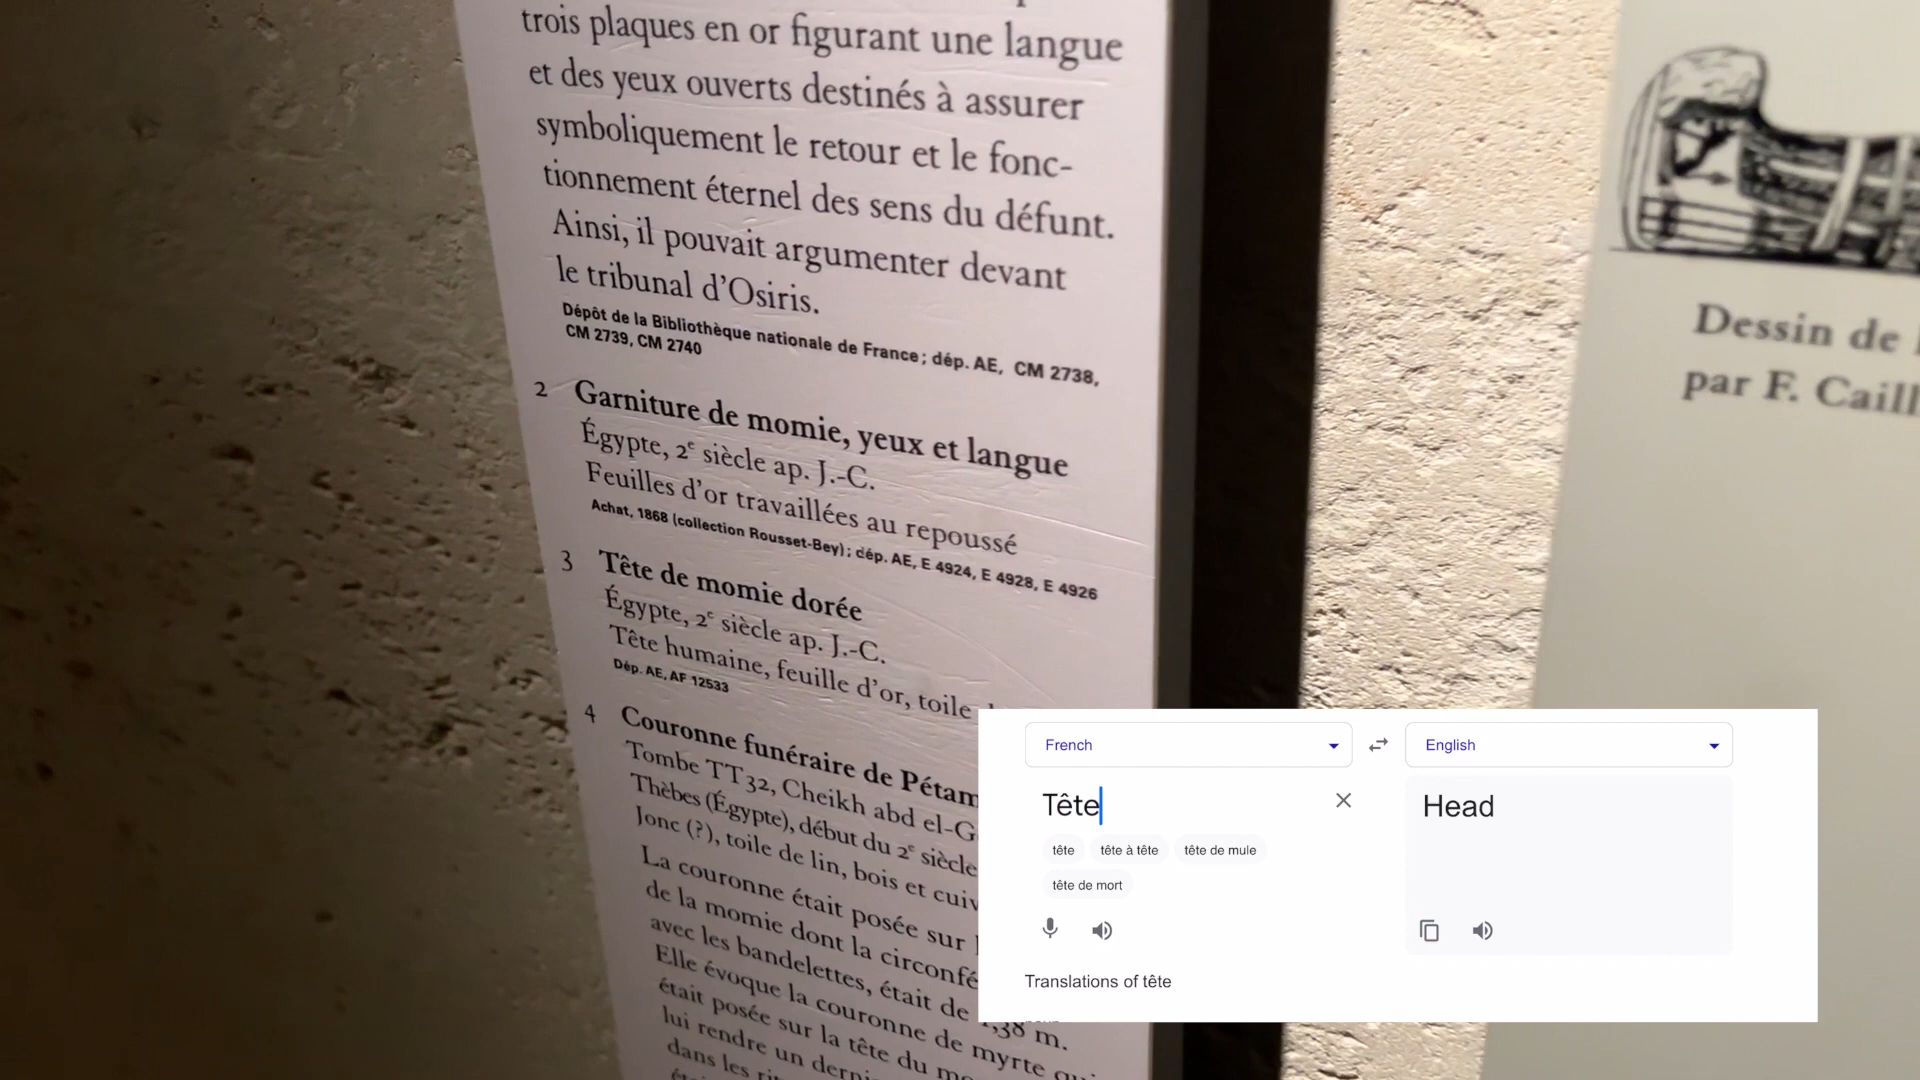 trois plaques en or figurant une langue
et des yeux ouverts destinés à assurer
symboliquement le retour et le fonc-
tionnement éternel des sens du défunt.
Ainsi, il pouvait argumenter devant
le tribunal d'Osiris.
Dépôt de la Bibliothèque nationale de France ; dép. AE, CM 2738,
CM 2739, CM 2740
2 Garniture de momie, yeux et langue
Égypte, 2e siècle ap. J.-C.
Feuilles d'or travaillées au repoussé
Achat, 1868 (collection Rousset-Bey) ; dép. AE, E 4924, E 4928, E 4926
3 Tête de momie dorée
Égypte, 2e siècle ap. J.-C.
Tête humaine, feuille d'or, toile
Dép. AE, AF 12533
4 Couronne funéraire de
Tombe TT 32, Cheikh abd
Thèbes (Égypte), début du 2e siècle
Jonc (?), toile de lin, bois et
La couronne était posée sur
de la momie dont la
avec les bandelettes, était de 1,38 m.
Elle évoque la couronne de myrte
était posée sur la tête du
lui rendre un
dans les
Dessin de
par F.
French
English
Tête
Head
tête
tête à tête
tête de mule
tête de mort
Translations of tête